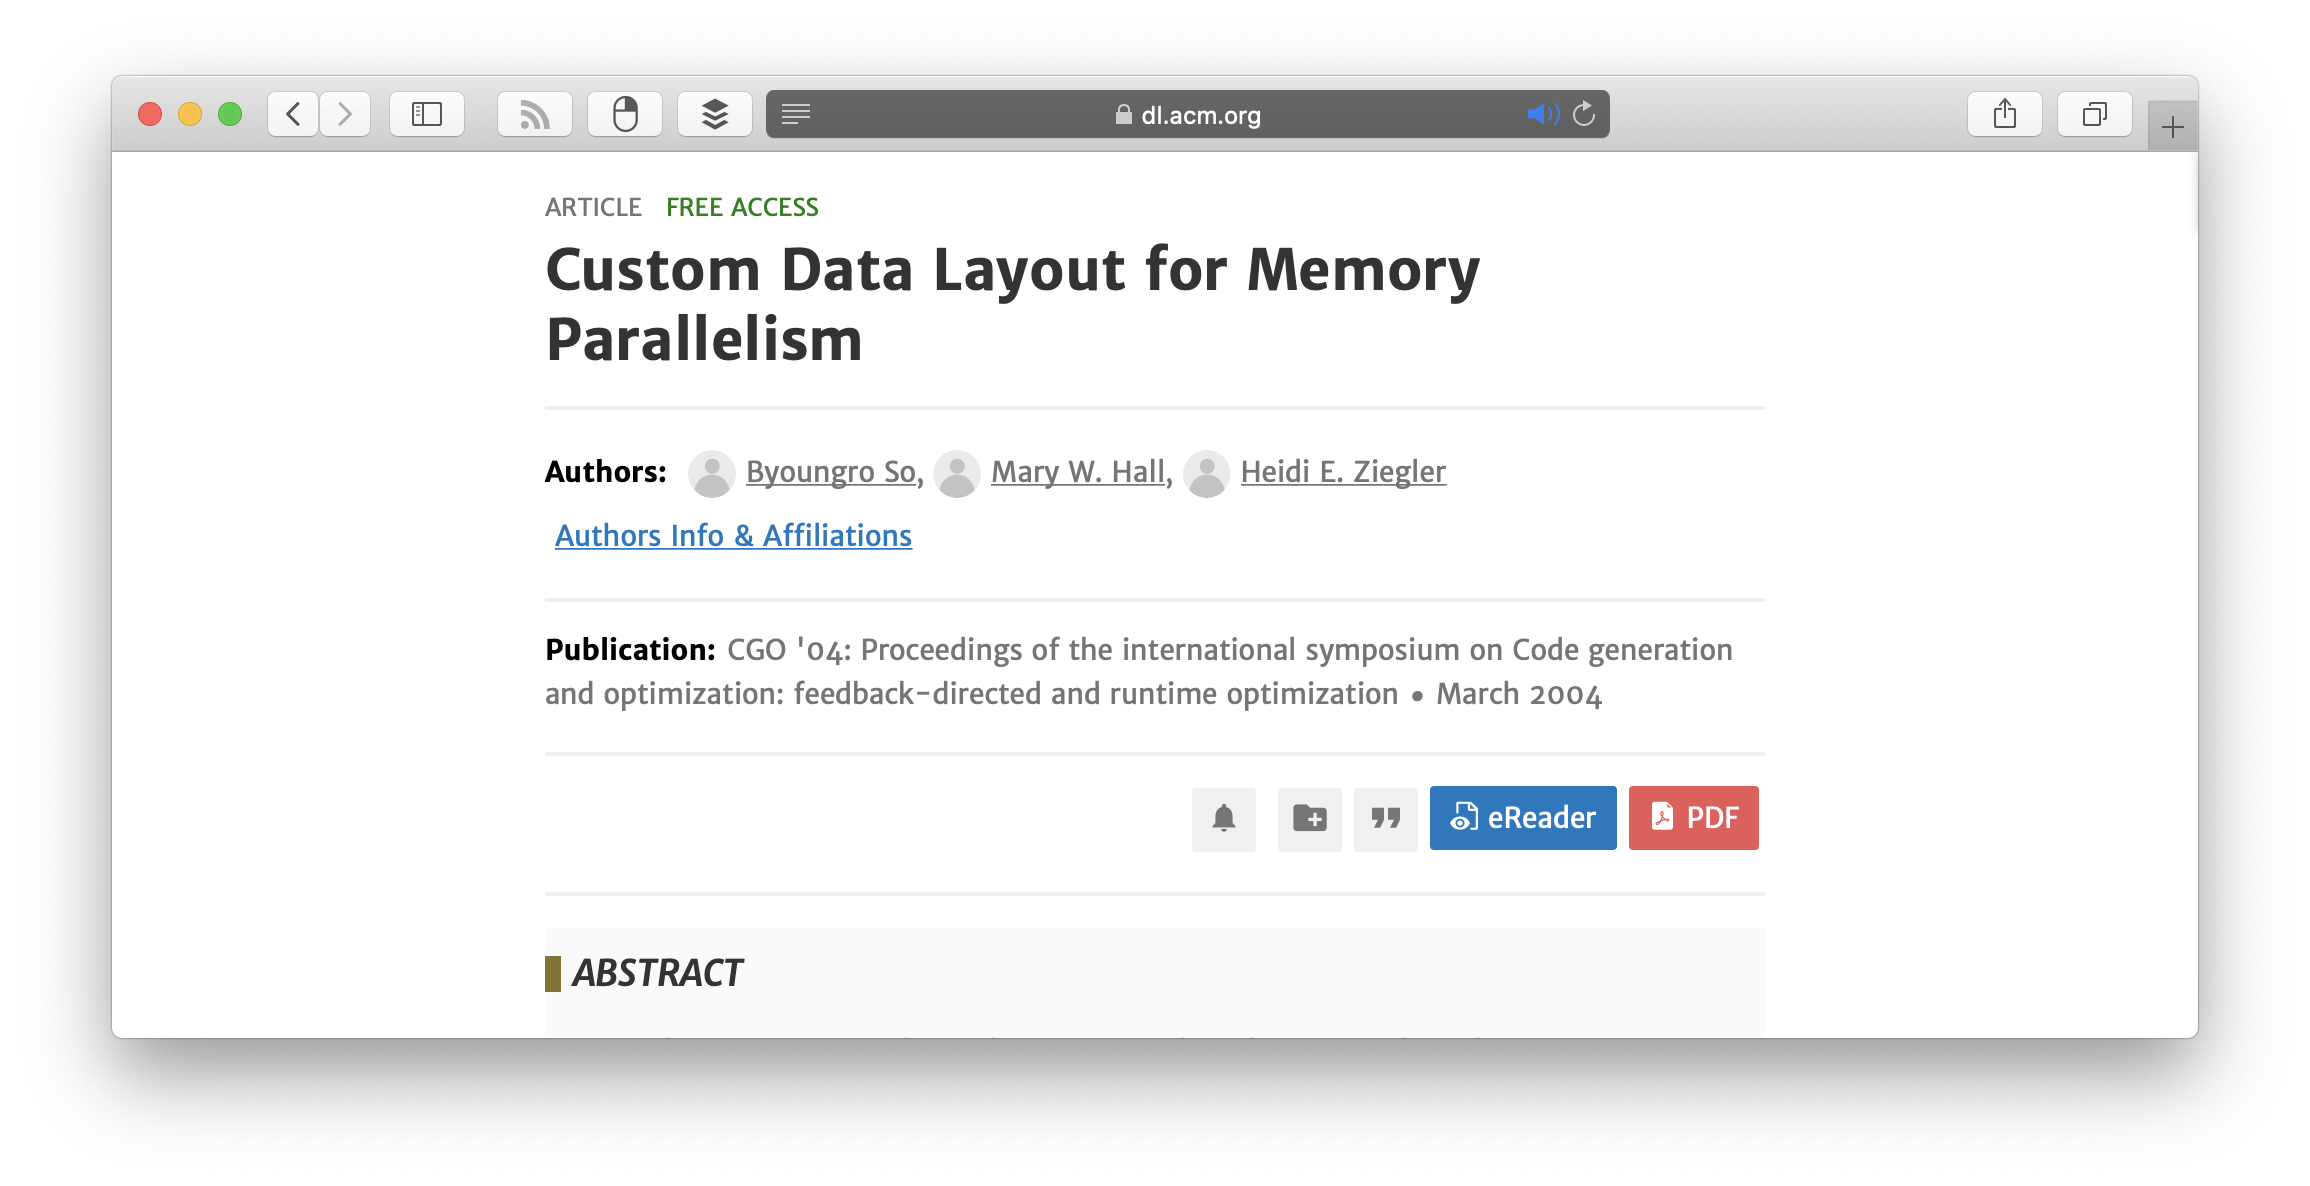 dl.acm.org
ARTICLE FREE ACCESS
Custom Data Layout for Memory
Parallelism
Authors: Byoungro So, Mary W. Hall, Heidi E. Ziegler
Authors Info & Affiliations
Publication: CGO '04: Proceedings of the international symposium on Code generation
and optimization: feedback-directed and runtime optimization • March 2004
eReader PDF
ABSTRACT